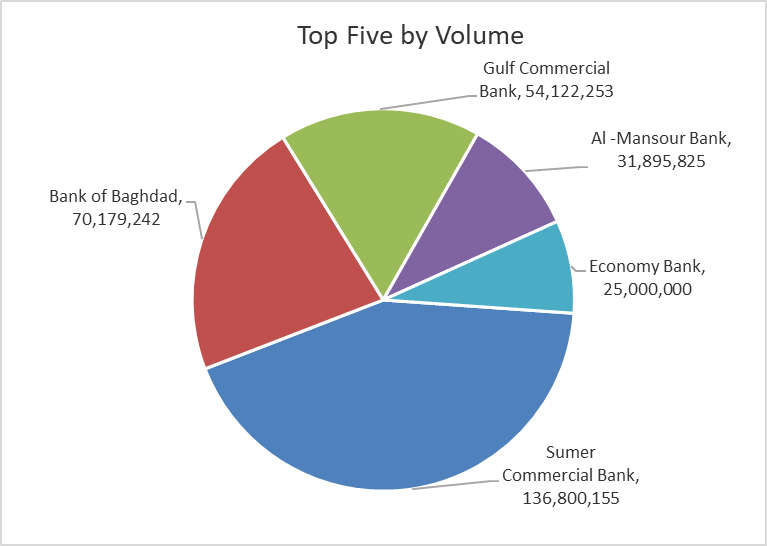 Top Five by Volume
Gulf Commercial
Bank, 54,122,253
Al -Mansour Bank,
31,895,825
Bank of Baghdad,
70,179,242
Economy Bank,
25,000,000
Sumer
Commercial Bank,
136,800,155